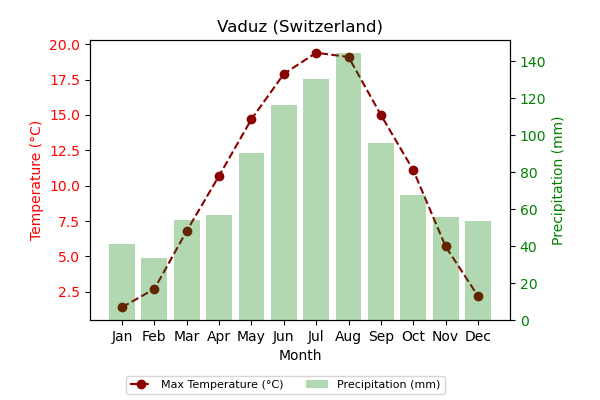 Vaduz (Switzerland)
20.0
17.5
15.0
12.5
10.0
7.5
5.0
2.5
Temperature (°C)
140
120
100
80
60
40
20
0
Precipitation (mm)
Jan Feb Mar Apr May Jun Jul Aug Sep Oct Nov Dec
Month
Max Temperature (°C) Precipitation (mm)